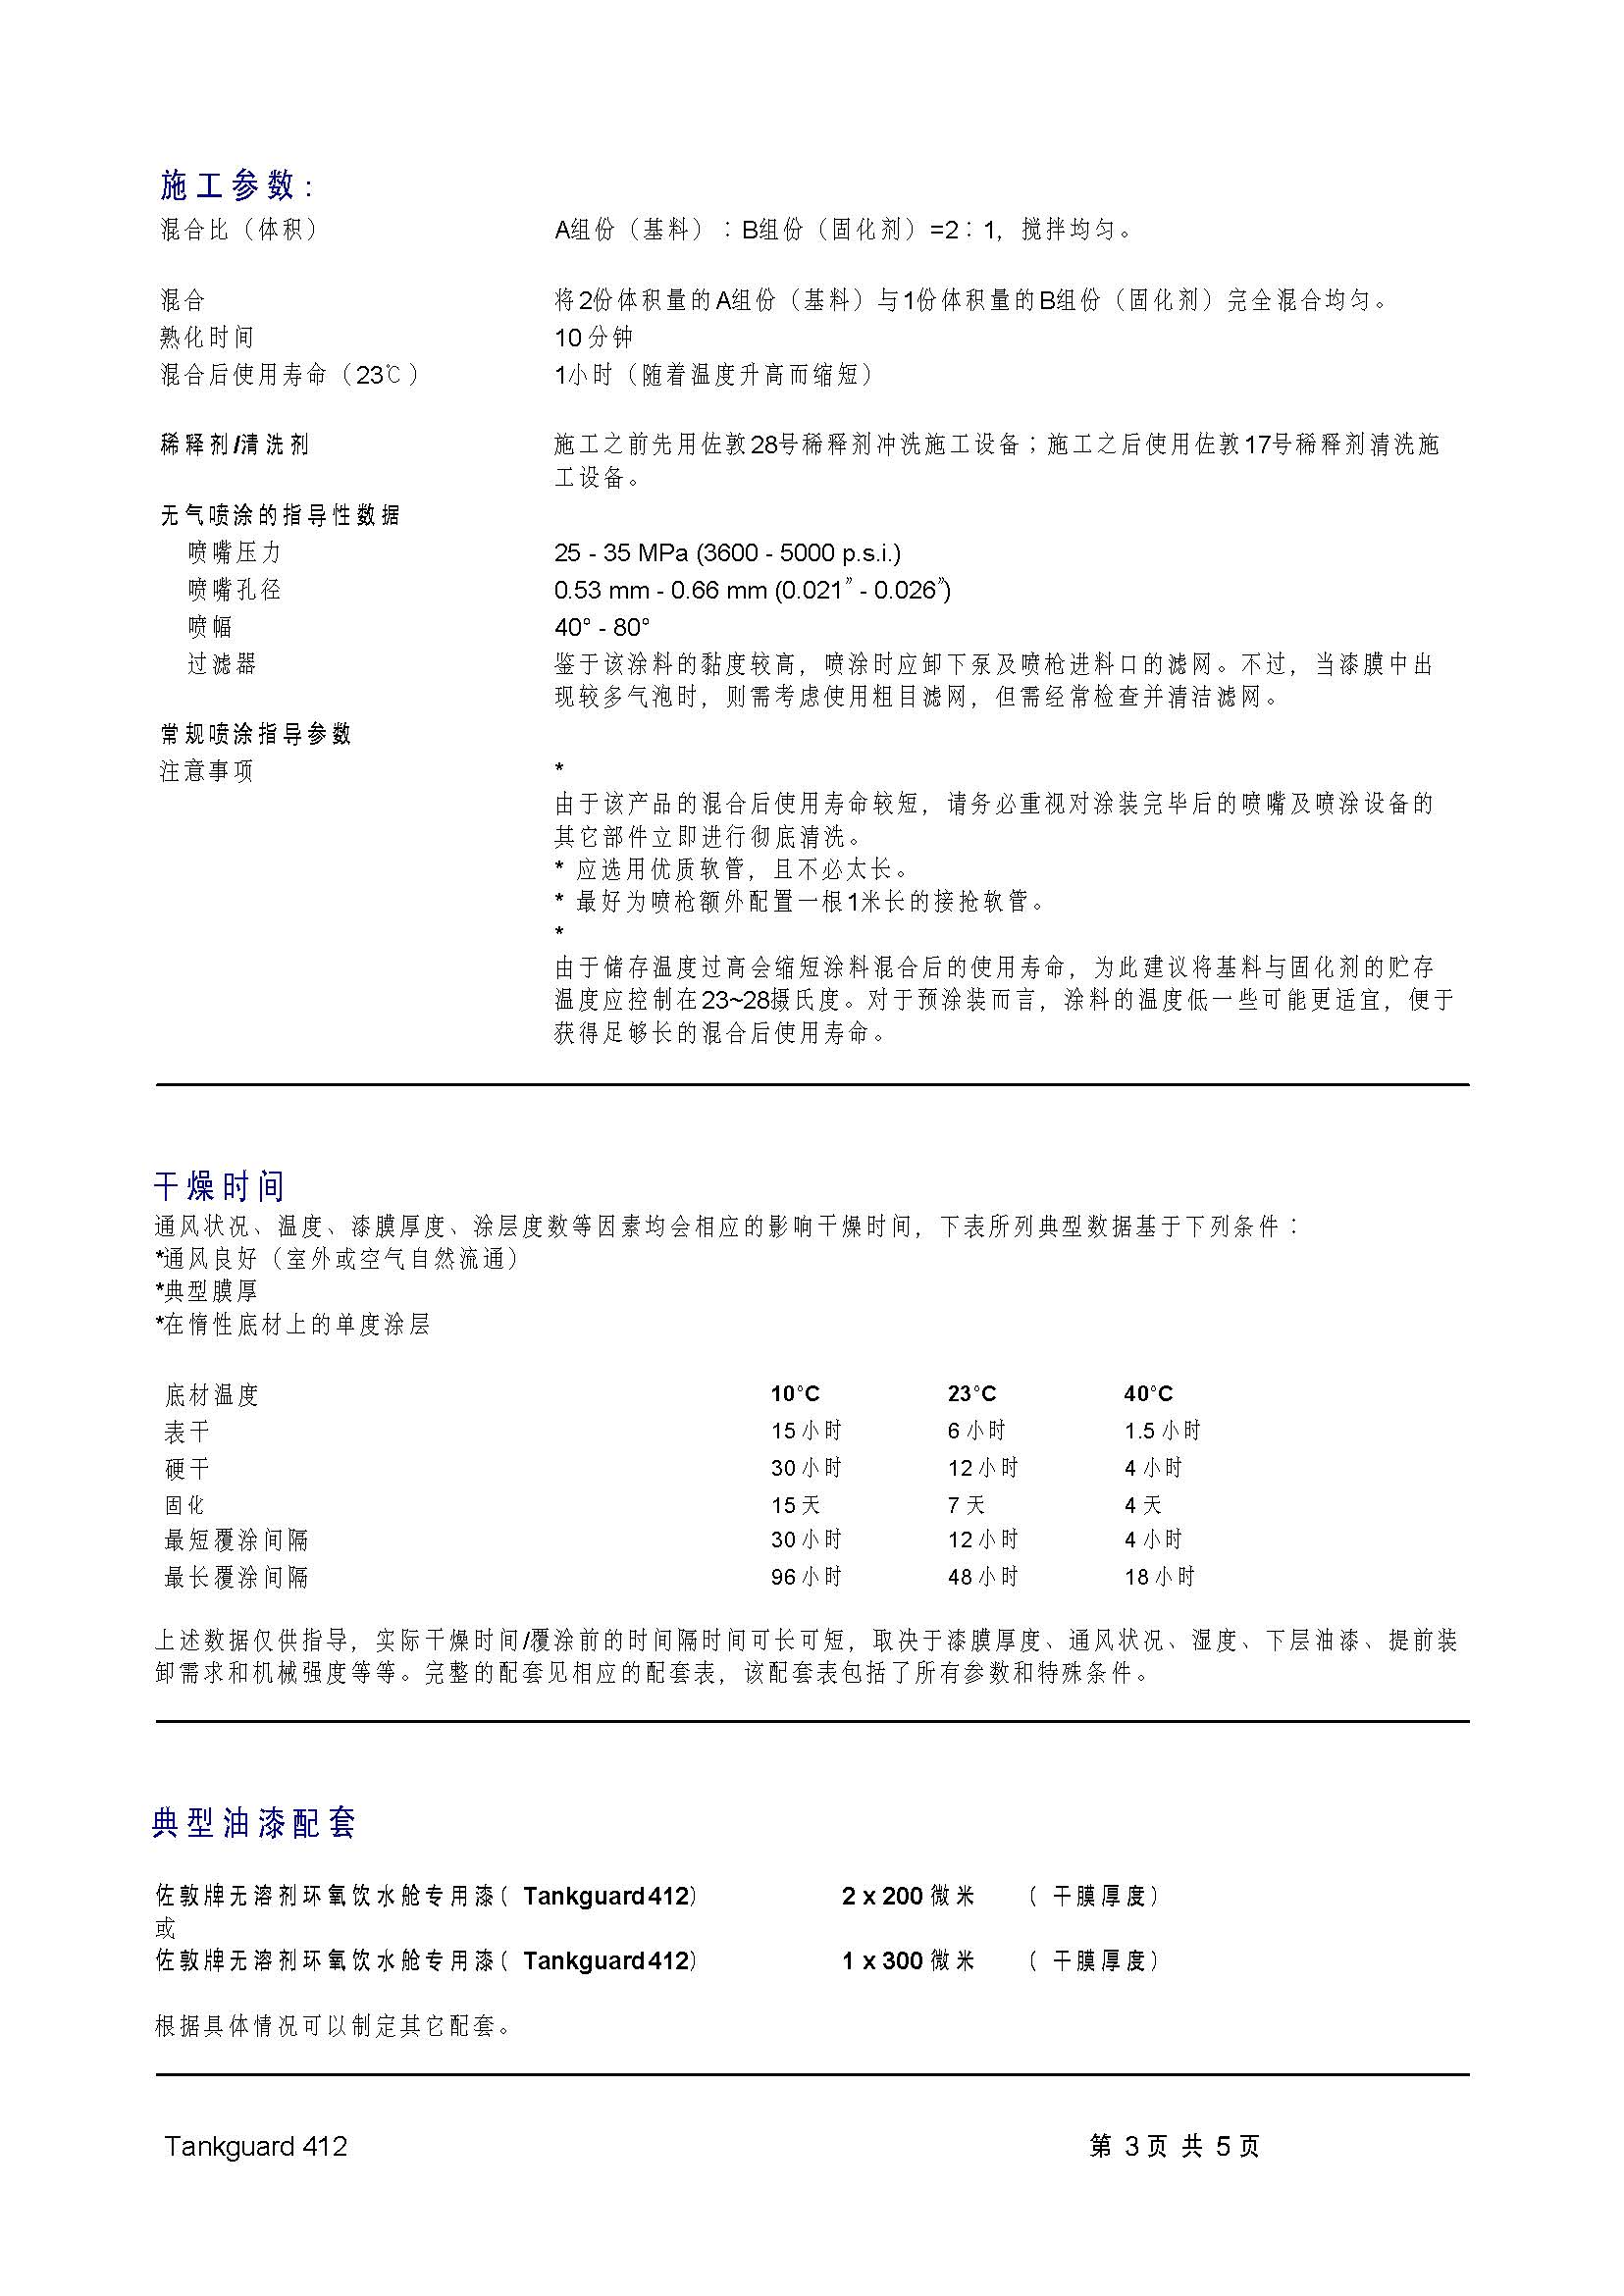 施工参数：
混合比（体积） A组份（基料）：B组份（固化剂）=2：1，搅拌均匀。
混合 将2份体积量的A组份（基料）与1份体积量的B组份（固化剂）完全混合均匀。
熟化时间 10 分钟
混合后使用寿命（23℃） 1小时（随着温度升高而缩短）
稀释剂/清洗剂 施工之前先用佐敦28号稀释剂冲洗施工设备；施工之后使用佐敦17号稀释剂清洗施
工设备。
无气喷涂的指导性数据
喷嘴压力 25 - 35 MPa (3600 - 5000 p.s.i.)
喷嘴孔径 0.53 mm - 0.66 mm (0.021” - 0.026”)
喷幅 40° - 80°
过滤器 鉴于该涂料的黏度较高，喷涂时应卸下泵及喷枪进料口的滤网。不过，当漆膜中出
现较多气泡时，则需考虑使用粗目滤网，但需经常检查并清洁滤网。
常规喷涂指导参数
注意事项 *
由于该产品的混合后使用寿命较短，请务必重视对涂装完毕后的喷嘴及喷涂设备的
其它部件立即进行彻底清洗。
* 应选用优质软管，且不必太长。
* 最好为喷枪额外配置一根1米长的接抢软管。
*
由于储存温度过高会缩短涂料混合后的使用寿命，为此建议将基料与固化剂的贮存
温度应控制在23~28摄氏度。对于预涂装而言，涂料的温度低一些可能更适宜，便于
获得足够长的混合后使用寿命。
干燥时间
通风状况、温度、漆膜厚度、涂层度数等因素均会相应的影响干燥时间，下表所列典型数据基于下列条件：
*通风良好（室外或空气自然流通）
*典型膜厚
*在惰性底材上的单度涂层
底材温度 10°C 23°C 40°C
表干 15 小时 6 小时 1.5 小时
硬干 30 小时 12 小时 4 小时
固化 15 天 7 天 4 天
最短覆涂间隔 30 小时 12 小时 4 小时
最长覆涂间隔 96 小时 48 小时 18 小时
上述数据仅供指导，实际干燥时间/覆涂前的时间隔时间可长可短，取决于漆膜厚度、通风状况、湿度、下层油漆、提前装
卸需求和机械强度等等。完整的配套见相应的配套表，该配套表包括了所有参数和特殊条件。
典型油漆配套
佐敦牌无溶剂环氧饮水舱专用漆（Tankguard 412） 2 x 200 微米 （干膜厚度）
或
佐敦牌无溶剂环氧饮水舱专用漆（Tankguard 412） 1 x 300 微米 （干膜厚度）
根据具体情况可以制定其它配套。
Tankguard 412 第 3 页 共 5 页